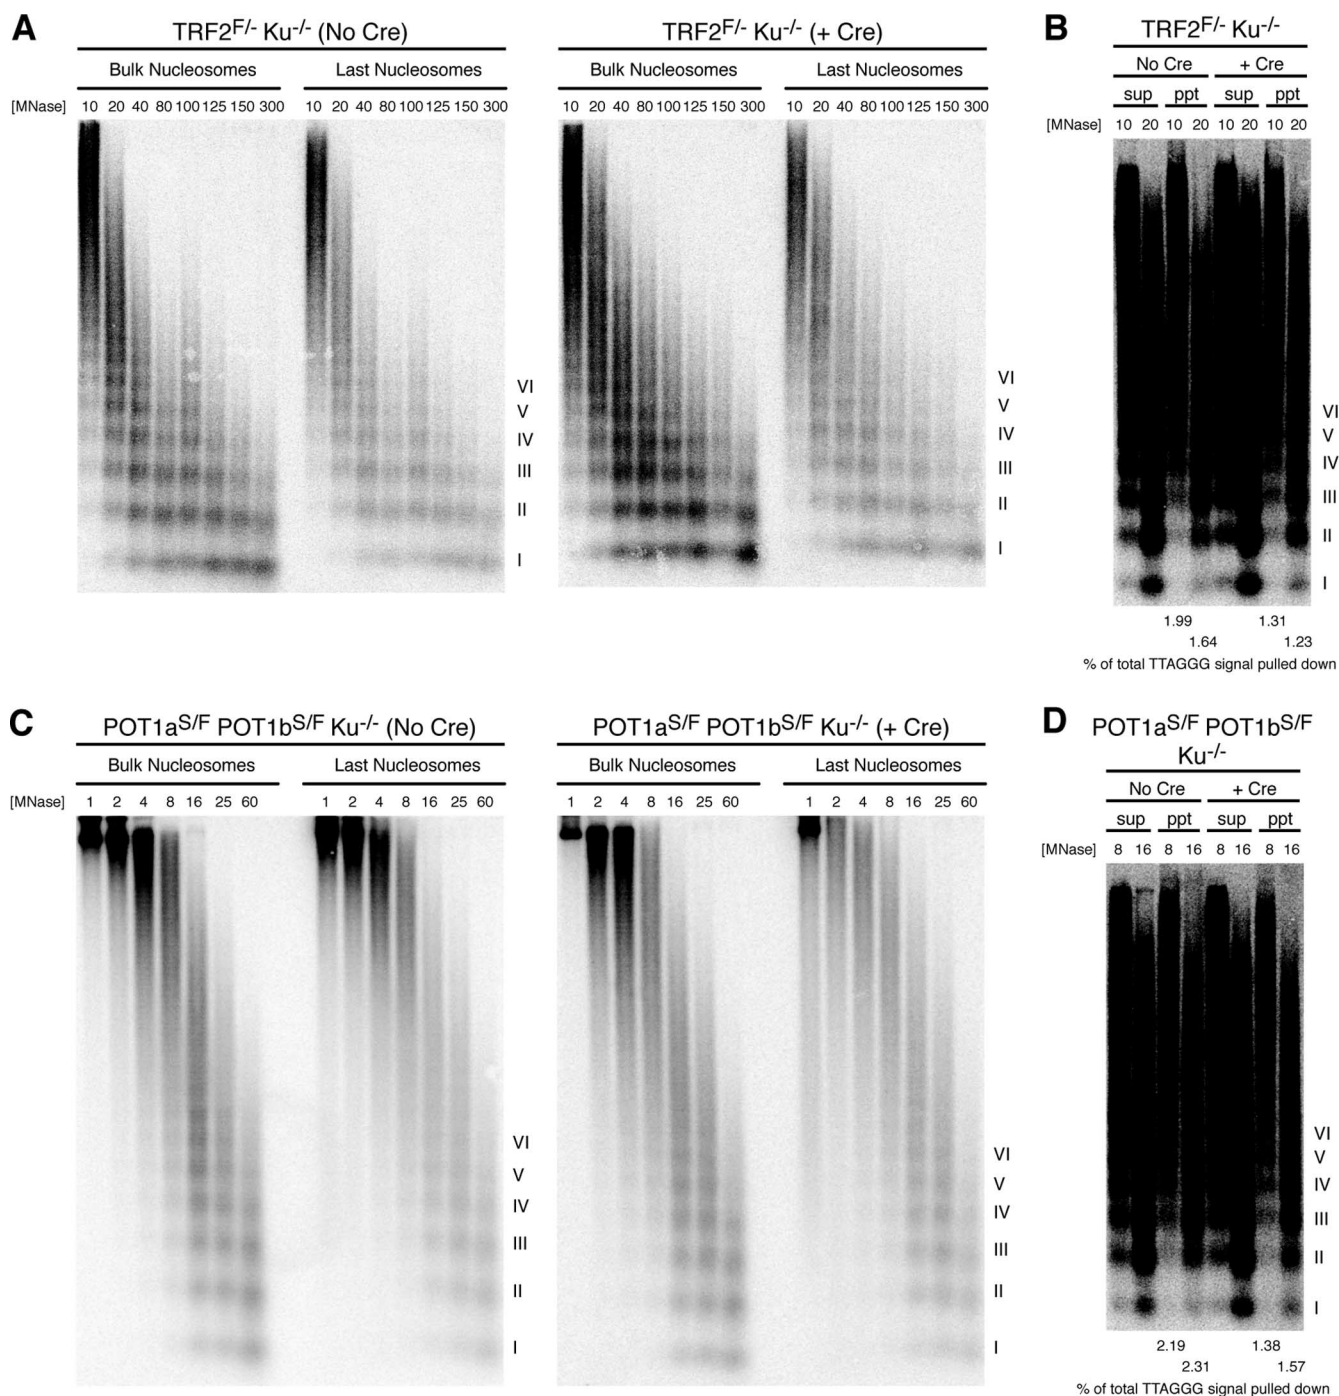 A
TRF2F/- Ku-/- (No Cre)
TRF2F/- Ku-/- (+ Cre)
Bulk Nucleosomes
Last Nucleosomes
Bulk Nucleosomes
Last Nucleosomes
[MNase] 10 20 40 80 100 125 150 300 10 20 40 80 100 125 150 300
10 20 40 80 100 125 150 300 10 20 40 80 100 125 150 300
VI
V
IV
III
II
I
VI
V
IV
III
II
I
B
TRF2F/- Ku-/-
No Cre + Cre
sup ppt sup ppt
[MNase] 10 20 10 20 10 20 10 20
VI
V
IV
III
II
I
1.99 1.31
1.64 1.23
% of total TTAGGG signal pulled down
C
POT1aS/F POT1bS/F Ku-/- (No Cre)
POT1aS/F POT1bS/F Ku-/- (+ Cre)
Bulk Nucleosomes
Last Nucleosomes
Bulk Nucleosomes
Last Nucleosomes
[MNase] 1 2 4 8 16 25 60 1 2 4 8 16 25 60
1 2 4 8 16 25 60 1 2 4 8 16 25 60
VI
V
IV
III
II
I
VI
V
IV
III
II
I
D
POT1aS/F POT1bS/F
Ku-/-
No Cre + Cre
sup ppt sup ppt
[MNase] 8 16 8 16 8 16 8 16
VI
V
IV
III
II
I
2.19 1.38
2.31 1.57
% of total TTAGGG signal pulled down